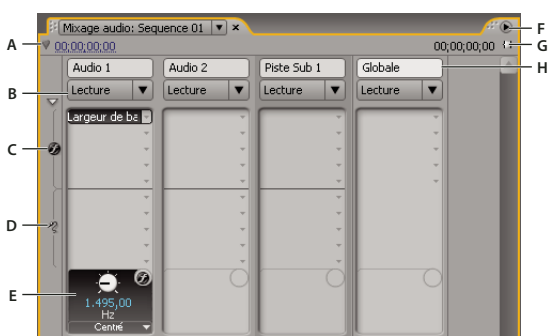 Mixage audio: Sequence 01
F
A 00;00;00;00 00;00;00;00 G
Audio 1 Audio 2 Piste Sub 1 Globale H
B Lecture Lecture Lecture Lecture
Largeur de ba
C
D
E
1.495,00
Hz
Centré